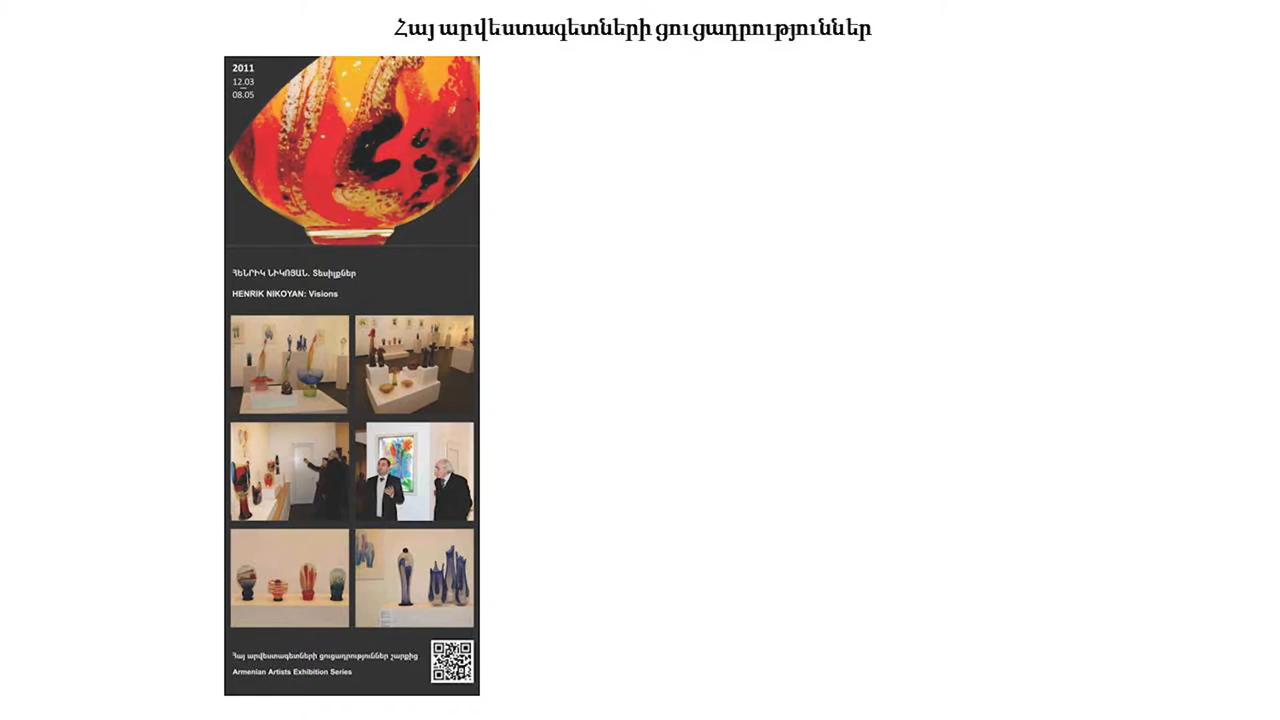 Հայ արվեստագետների ցուցադրություններ
2011
12.03
08.05
ՀԵՆՐԻԿ ՆԻԿՈՅԱՆ. Տեսիլքներ
HENRIK NIKOYAN: Visions
Հայ արվեստագետների ցուցադրություններ շարքից
Armenian Artists Exhibition Series